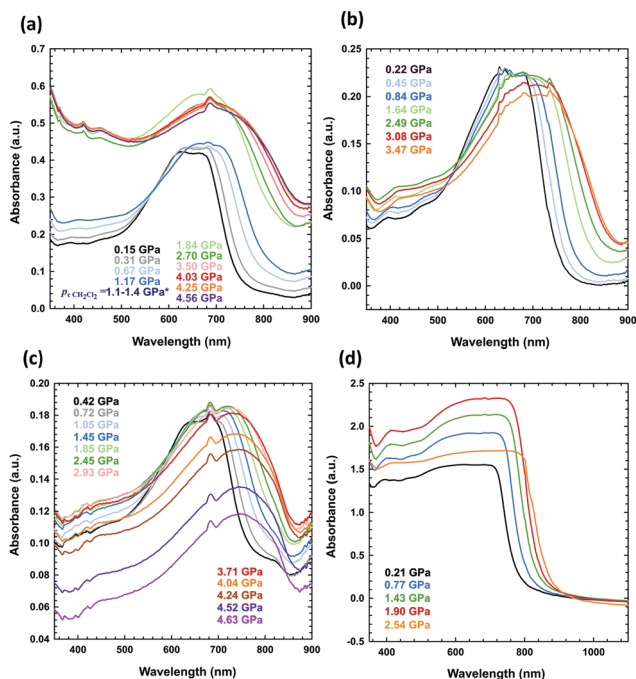 (a)
0.7
0.6
0.5
0.4
0.3
0.2
0.1
0.0
Absorbance (a.u.)
0.15 GPa
0.31 GPa
0.67 GPa
1.17 GPa
p c CH2Cl2 =1.1-1.4 GPa*
1.84 GPa
2.70 GPa
3.50 GPa
4.03 GPa
4.25 GPa
4.56 GPa
400 500 600 700 800 900
Wavelength (nm)
(b)
0.25
0.20
0.15
0.10
0.05
0.00
Absorbance (a.u.)
0.22 GPa
0.45 GPa
0.84 GPa
1.64 GPa
2.49 GPa
3.08 GPa
3.47 GPa
400 500 600 700 800 900
Wavelength (nm)
(c)
0.20
0.18
0.16
0.14
0.12
0.10
0.08
0.06
0.04
Absorbance (a.u.)
0.42 GPa
0.72 GPa
1.05 GPa
1.45 GPa
1.85 GPa
2.45 GPa
2.93 GPa
3.71 GPa
4.04 GPa
4.24 GPa
4.52 GPa
4.63 GPa
400 500 600 700 800 900
Wavelength (nm)
(d)
2.5
2.0
1.5
1.0
0.5
0.0
-0.5
Absorbance (a.u.)
0.21 GPa
0.77 GPa
1.43 GPa
1.90 GPa
2.54 GPa
400 600 800 1000
Wavelength (nm)